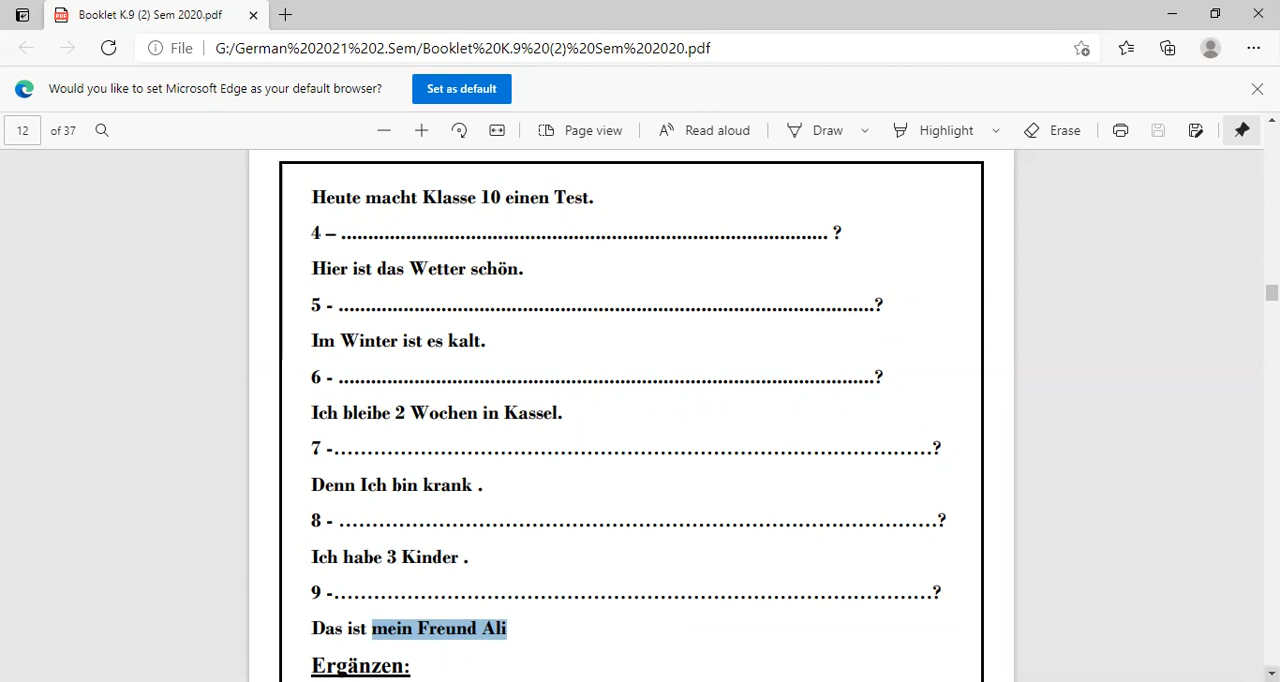 Booklet K.9 (2) Sem 2020.pdf
File | G:/German%202021%202.Sem/Booklet%20K.9%20(2)%20Sem%202020.pdf
Would you like to set Microsoft Edge as your default browser? Set as default
12 of 37 Page view Read aloud Draw Highlight Erase
Heute macht Klasse 10 einen Test.
4 – .......................................................................................... ?
Hier ist das Wetter schön.
5 - ...................................................................................................?
Im Winter ist es kalt.
6 - ...................................................................................................?
Ich bleibe 2 Wochen in Kassel.
7 -……………………………………………………………………………?
Denn Ich bin krank .
8 - ……………………………………………………………………………?
Ich habe 3 Kinder .
9 -……………………………………………………………………………?
Das ist mein Freund Ali
Ergänzen: